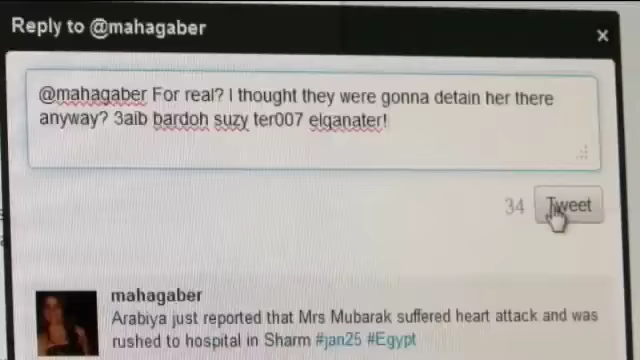 Reply to @mahagaber
x
@mahagaber For real? I thought they were gonna detain her there
anyway? 3aib bardoh suzy ter007 elqanater!
34 Tweet
mahagaber
Arabiya just reported that Mrs Mubarak suffered heart attack and was
rushed to hospital in Sharm #jan25 #Egypt